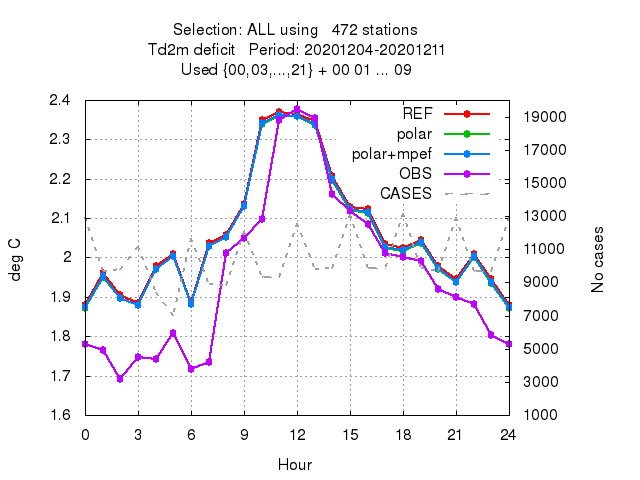 Selection: ALL using 472 stations
Td2m deficit Period: 20201204-20201211
Used {00,03,...,21} + 00 01 ... 09
REF
polar
polar+mpef
OBS
CASES
2.4
2.3
2.2
2.1
2
1.9
1.8
1.7
1.6
19000
17000
15000
13000
11000
9000
7000
5000
3000
1000
deg C
No cases
0 3 6 9 12 15 18 21 24
Hour